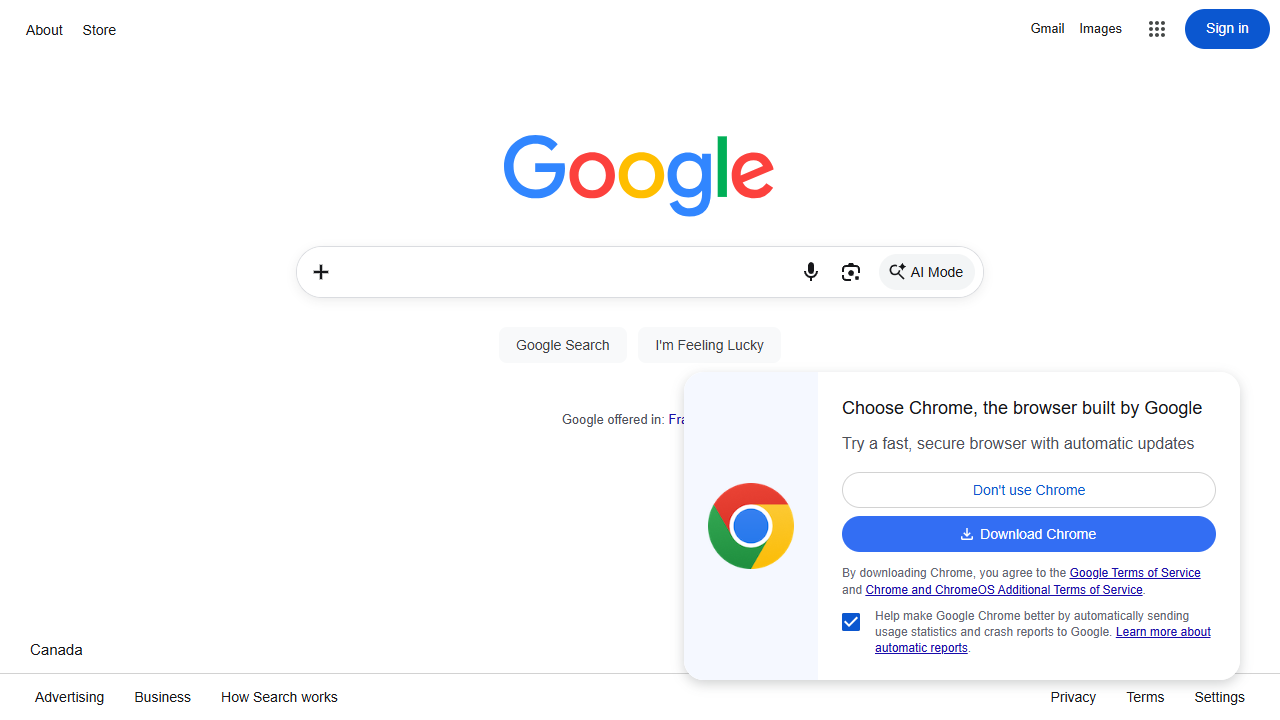 About Store
Gmail Images Sign in
Google
AI Mode
Google Search I'm Feeling Lucky
Google offered in:
Choose Chrome, the browser built by Google
Try a fast, secure browser with automatic updates
Don't use Chrome
Download Chrome
By downloading Chrome, you agree to the Google Terms of Service
and Chrome and ChromeOS Additional Terms of Service.
Help make Google Chrome better by automatically sending
usage statistics and crash reports to Google. Learn more about
automatic reports.
Canada
Advertising Business How Search works
Privacy Terms Settings